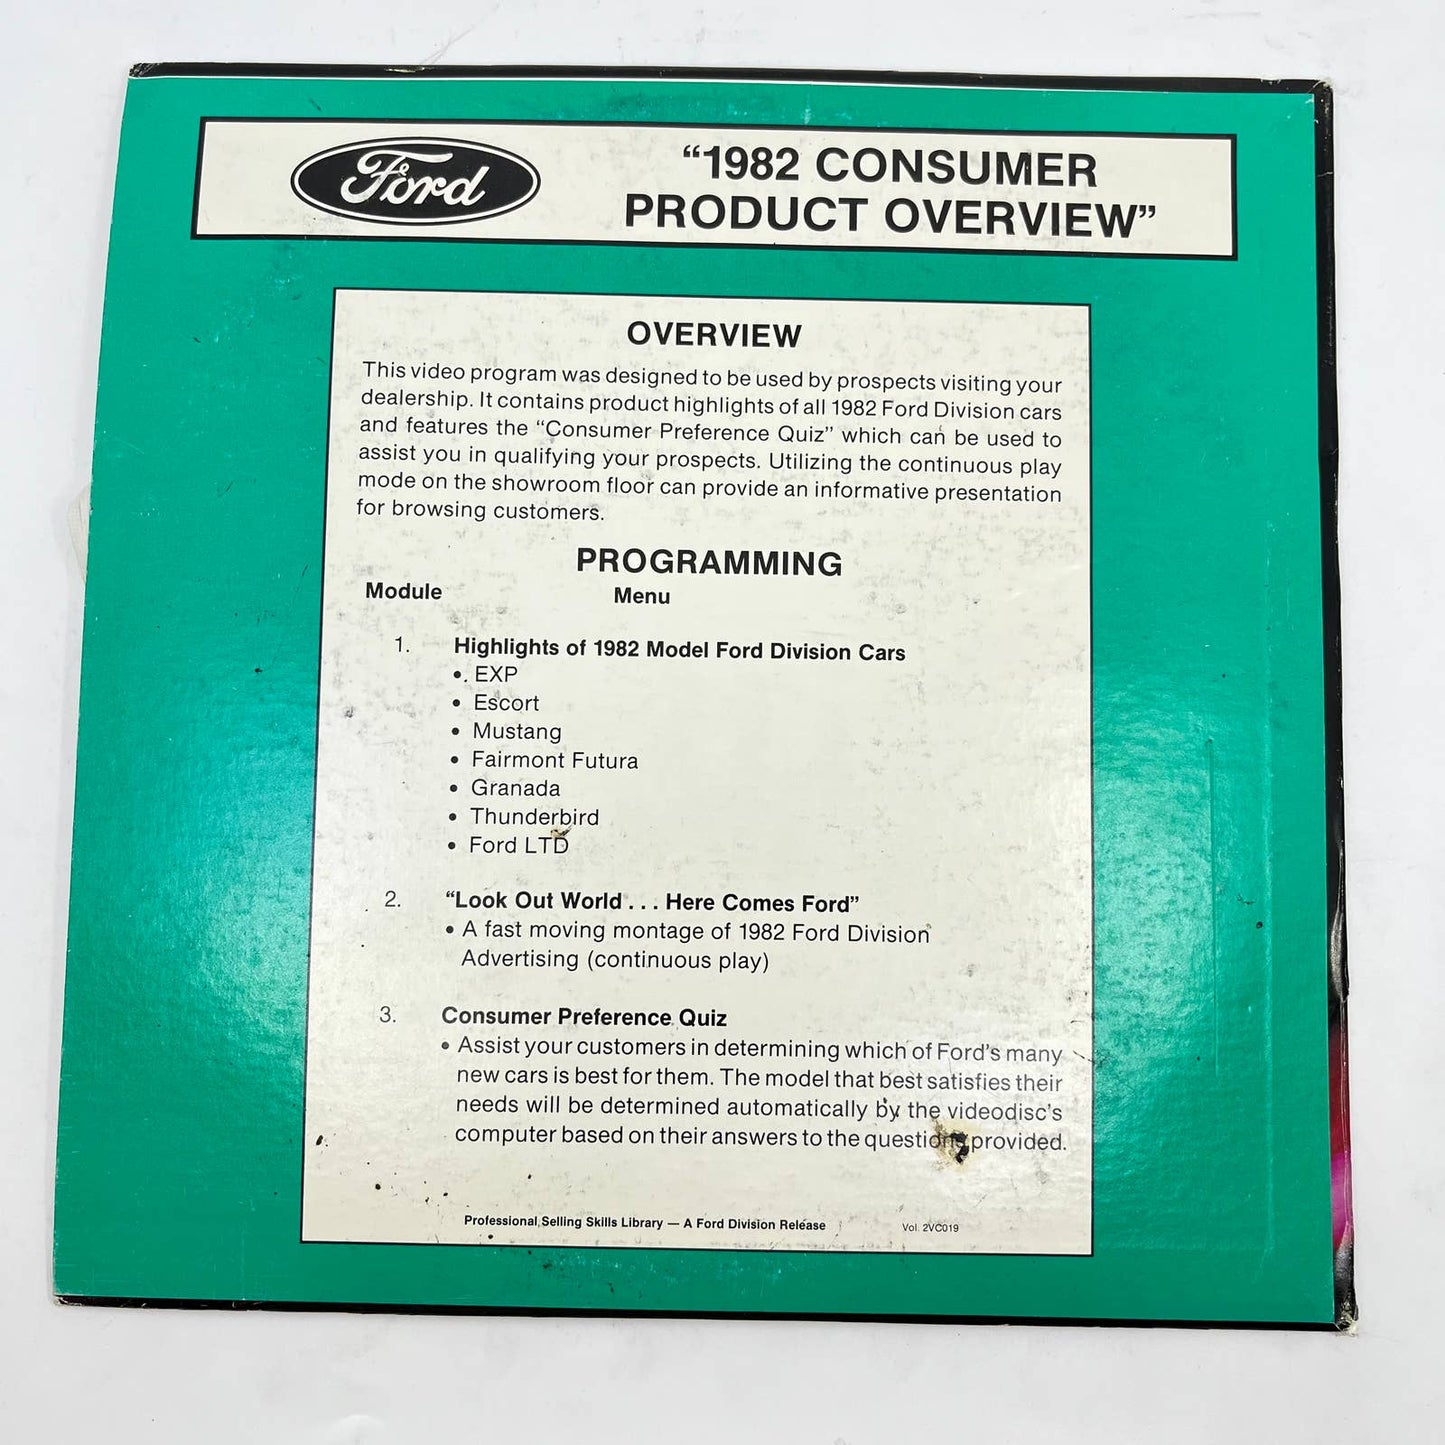 Ford
“1982 CONSUMER
PRODUCT OVERVIEW”
OVERVIEW
This video program was designed to be used by prospects visiting your
dealership. It contains product highlights of all 1982 Ford Division cars
and features the “Consumer Preference Quiz” which can be used to
assist you in qualifying your prospects. Utilizing the continuous play
mode on the showroom floor can provide an informative presentation
for browsing customers.
PROGRAMMING
Module Menu
1. Highlights of 1982 Model Ford Division Cars
• EXP
• Escort
• Mustang
• Fairmont Futura
• Granada
• Thunderbird
• Ford LTD
2. “Look Out World . . . Here Comes Ford”
• A fast moving montage of 1982 Ford Division
Advertising (continuous play)
3. Consumer Preference Quiz
• Assist your customers in determining which of Ford’s many
new cars is best for them. The model that best satisfies their
needs will be determined automatically by the videodisc’s
computer based on their answers to the questions provided.
Professional Selling Skills Library — A Ford Division Release Vol. 2VC019